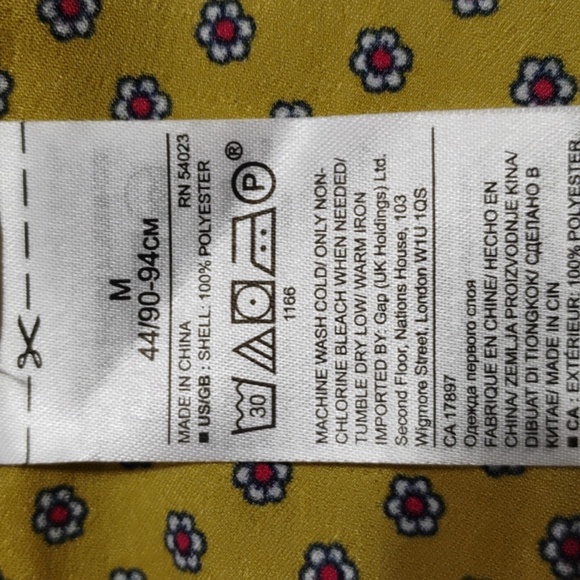 M
44/90-94CM
RN 54023
MADE IN CHINA
■ US/GB : SHELL: 100% POLYESTER
30 P ®
1166
MACHINE WASH COLD/ ONLY NON-
CHLORINE BLEACH WHEN NEEDED/
TUMBLE DRY LOW/ WARM IRON
IMPORTED BY: Gap (UK Holdings) Ltd.
Second Floor, Nations House, 103
Wigmore Street, London W1U 1QS
CA 17897
Одежда первого слоя
FABRIQUE EN CHINE/ HECHO EN
CHINA/ ZEMLJA PROIZVODNJE KINA/
DIBUAT DI TIONGKOK/ СДЕЛАНО В
КИТАЕ/ MADE IN CIN
■ CA : EXTÉRIEUR: 100% POLYESTER